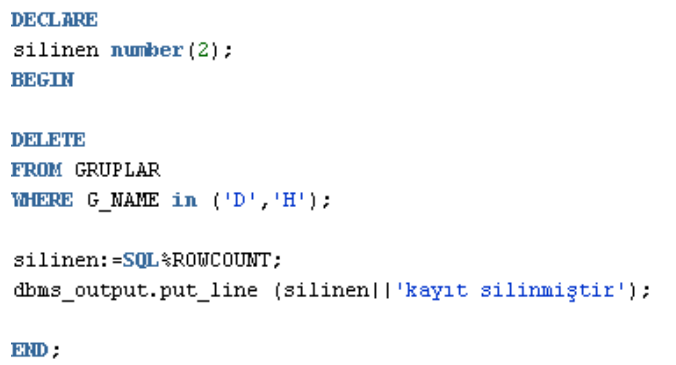 DECLARE
silinen number(2);
BEGIN
DELETE
FROM GRUPLAR
WHERE G_NAME in ('D','H');
silinen:=SQL%ROWCOUNT;
dbms_output.put_line (silinen||'kayıt silinmiştir');
END;